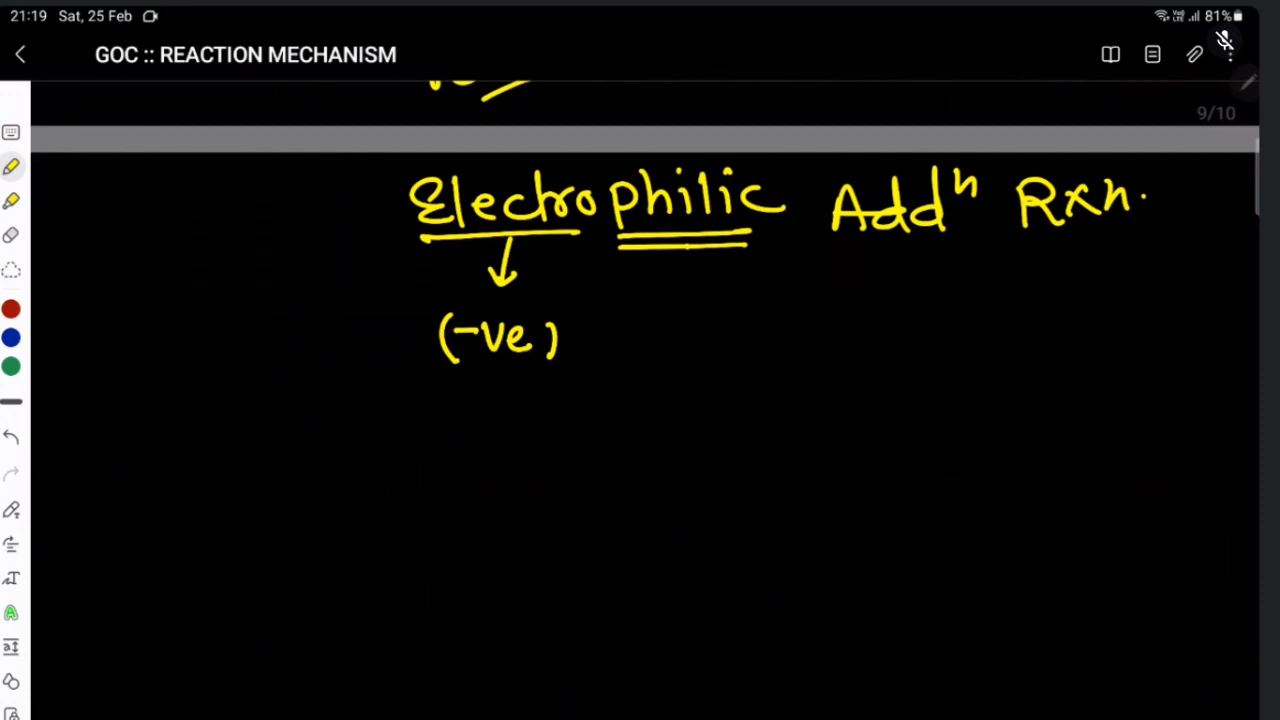 21:19 Sat, 25 Feb 81%
GOC :: REACTION MECHANISM
9/10
Electrophilic Addⁿ Rxn.
(-ve)